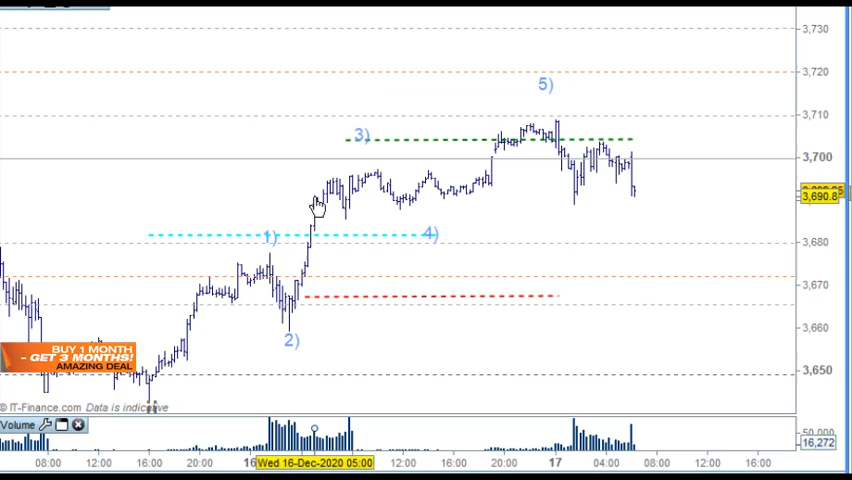 3,730
3,720
5)
3,710
3)
3,700
3,690.8
1)
4)
3,680
3,670
3,660
2)
BUY 1 MONTH
- GET 3 MONTHS!
AMAZING DEAL
3,650
© IT-Finance.com Data is indicative
Volume
50,000
16,272
08:00 12:00 16:00 20:00 16 Wed 16-Dec-2020 05:00 12:00 16:00 20:00 17 04:00 08:00 12:00 16:00